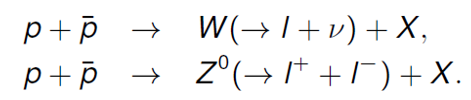 p + p̄ → W(→ l + ν) + X,
p + p̄ → Z⁰(→ l⁺ + l⁻) + X.